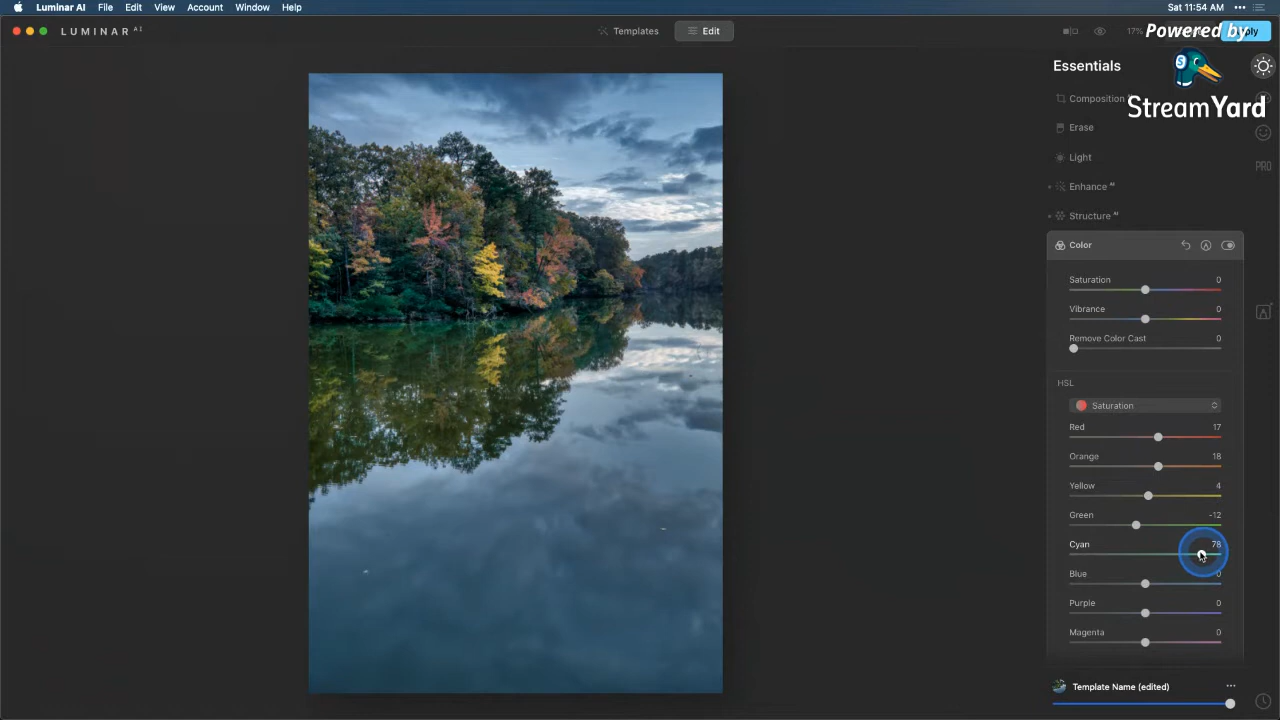 Luminar AI File Edit View Account Window Help Sat 11:54 AM
LUMINAR AI Templates Edit 17%
Powered by
StreamYard
Essentials
Composition
Erase
Light
Enhance AI
Structure AI
Color
Saturation 0
Vibrance 0
Remove Color Cast 0
HSL
Saturation
Red 17
Orange 18
Yellow 4
Green -12
Cyan 78
Blue 0
Purple 0
Magenta 0
Template Name (edited)
PRO